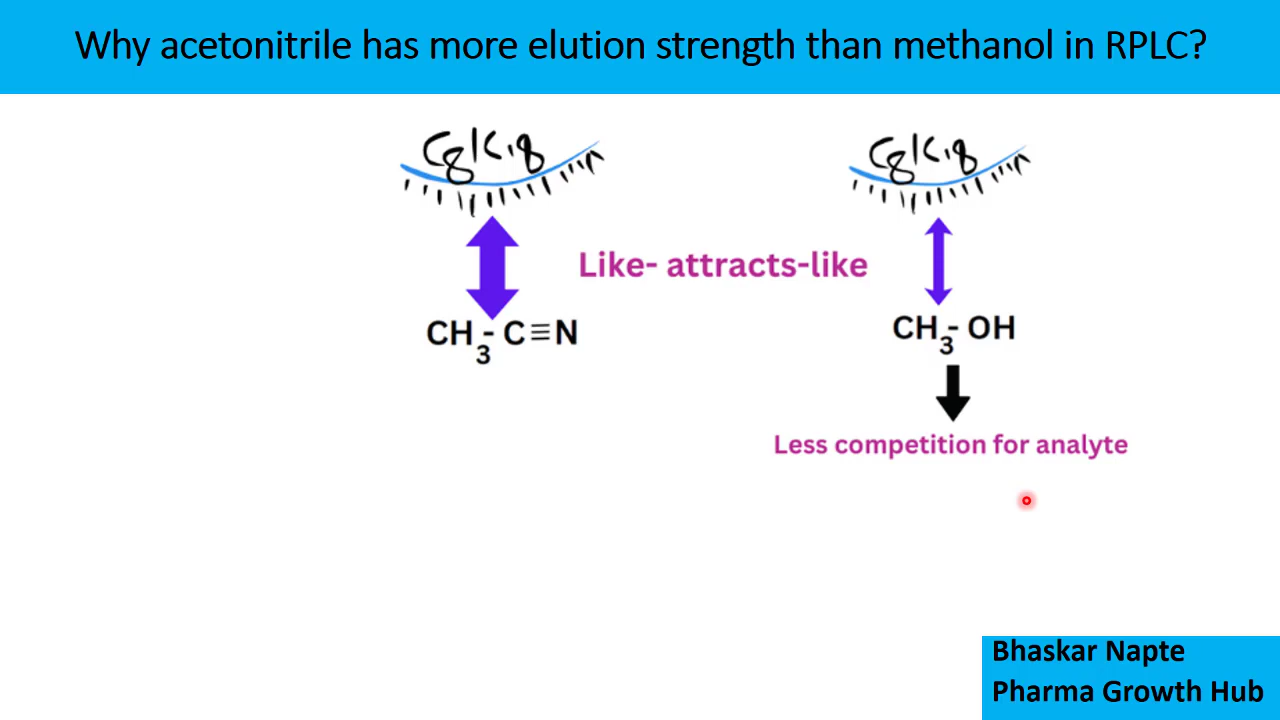 Why acetonitrile has more elution strength than methanol in RPLC?
C8/C18 C8/C18
Like- attracts-like
CH3- C≡N CH3- OH
Less competition for analyte
Bhaskar Napte
Pharma Growth Hub